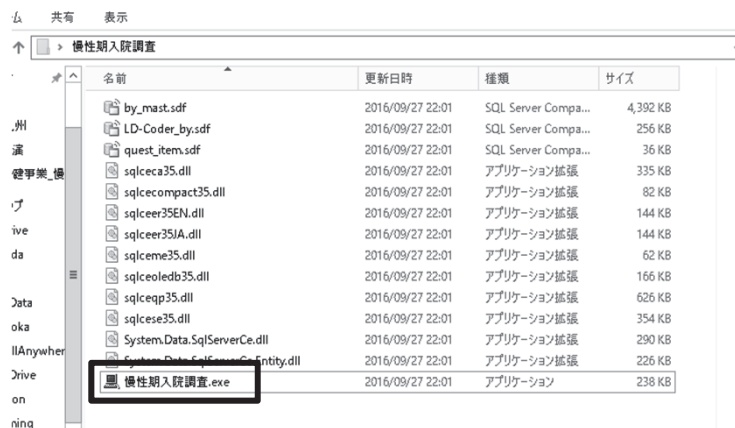 共有 表示
慢性期入院調査
名前 更新日時 種類 サイズ
by_mast.sdf 2016/09/27 22:01 SQL Server Compa... 4,392 KB
LD-Coder_by.sdf 2016/09/27 22:01 SQL Server Compa... 256 KB
quest_item.sdf 2016/09/27 22:01 SQL Server Compa... 36 KB
sqlceca35.dll 2016/09/27 22:01 アプリケーション拡張 335 KB
sqlcecompact35.dll 2016/09/27 22:01 アプリケーション拡張 82 KB
sqlceer35EN.dll 2016/09/27 22:01 アプリケーション拡張 144 KB
sqlceer35JA.dll 2016/09/27 22:01 アプリケーション拡張 144 KB
sqlceme35.dll 2016/09/27 22:01 アプリケーション拡張 62 KB
sqlceoledb35.dll 2016/09/27 22:01 アプリケーション拡張 166 KB
sqlceqp35.dll 2016/09/27 22:01 アプリケーション拡張 626 KB
sqlcese35.dll 2016/09/27 22:01 アプリケーション拡張 354 KB
System.Data.SqlServerCe.dll 2016/09/27 22:01 アプリケーション拡張 290 KB
System.Data.SqlServerCe.Entity.dll 2016/09/27 22:01 アプリケーション拡張 226 KB
慢性期入院調査.exe 2016/09/27 22:01 アプリケーション 238 KB
州
演
健事業_慢
ップ
ive
da
Data
oka
llAnywher
Drive
on
ning